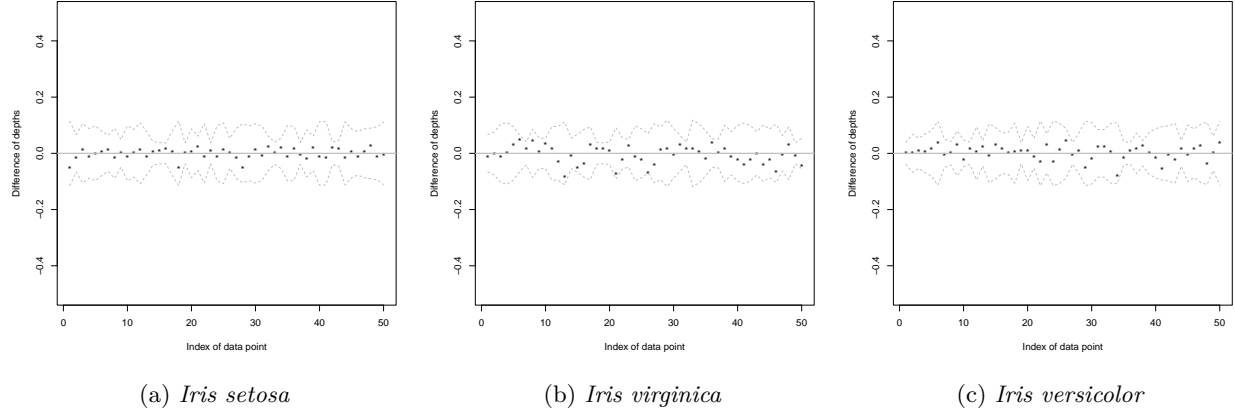 0.4
0.2
0.0
−0.2
−0.4
Difference of depths
0 10 20 30 40 50
Index of data point
(a) Iris setosa
0.4
0.2
0.0
−0.2
−0.4
Difference of depths
0 10 20 30 40 50
Index of data point
(b) Iris virginica
0.4
0.2
0.0
−0.2
−0.4
Difference of depths
0 10 20 30 40 50
Index of data point
(c) Iris versicolor